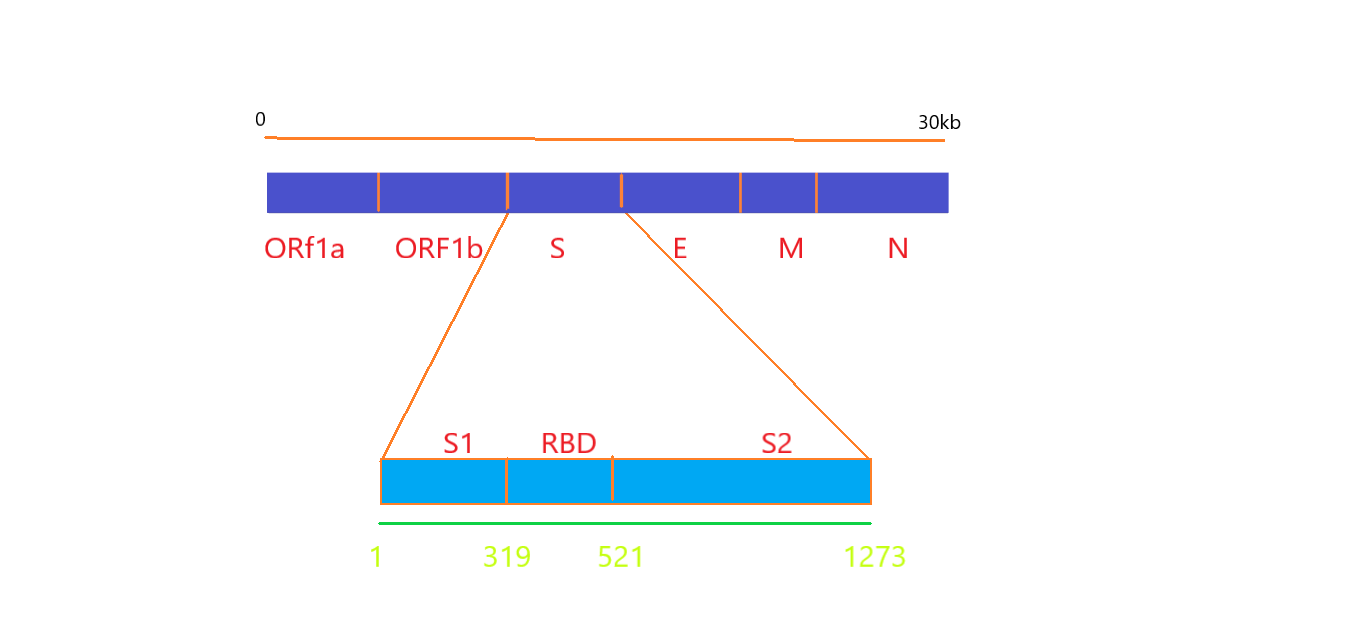 0 30kb
ORf1a ORF1b S E M N
S1 RBD S2
1 319 521 1273